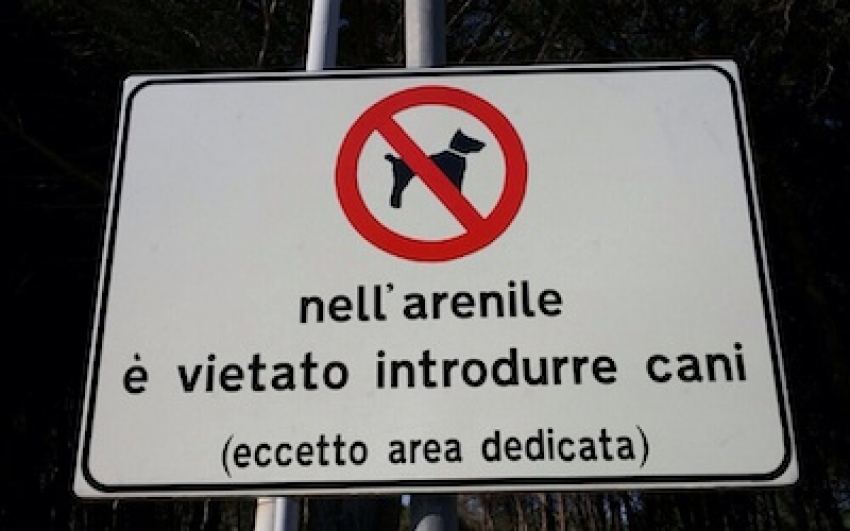 nell'arenile
è vietato introdurre cani
(eccetto area dedicata)